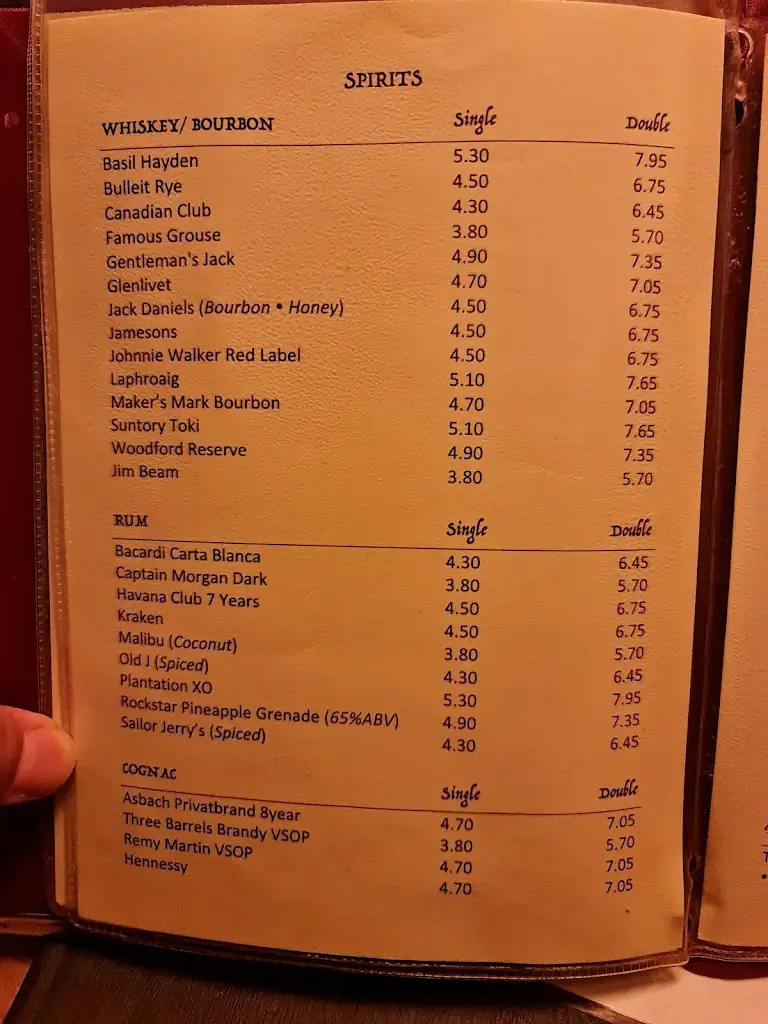 SPIRITS
WHISKEY/ BOURBON Single Double
Basil Hayden 5.30 7.95
Bulleit Rye 4.50 6.75
Canadian Club 4.30 6.45
Famous Grouse 3.80 5.70
Gentleman's Jack 4.90 7.35
Glenlivet 4.70 7.05
Jack Daniels (Bourbon • Honey) 4.50 6.75
Jamesons 4.50 6.75
Johnnie Walker Red Label 4.50 6.75
Laphroaig 5.10 7.65
Maker's Mark Bourbon 4.70 7.05
Suntory Toki 5.10 7.65
Woodford Reserve 4.90 7.35
Jim Beam 3.80 5.70
RUM Single Double
Bacardi Carta Blanca 4.30 6.45
Captain Morgan Dark 3.80 5.70
Havana Club 7 Years 4.50 6.75
Kraken 4.50 6.75
Malibu (Coconut) 3.80 5.70
Old J (Spiced) 4.30 6.45
Plantation XO 5.30 7.95
Rockstar Pineapple Grenade (65%ABV) 4.90 7.35
Sailor Jerry's (Spiced) 4.30 6.45
COGNAC Single Double
Asbach Privatbrand 8year 4.70 7.05
Three Barrels Brandy VSOP 3.80 5.70
Remy Martin VSOP 4.70 7.05
Hennessy 4.70 7.05